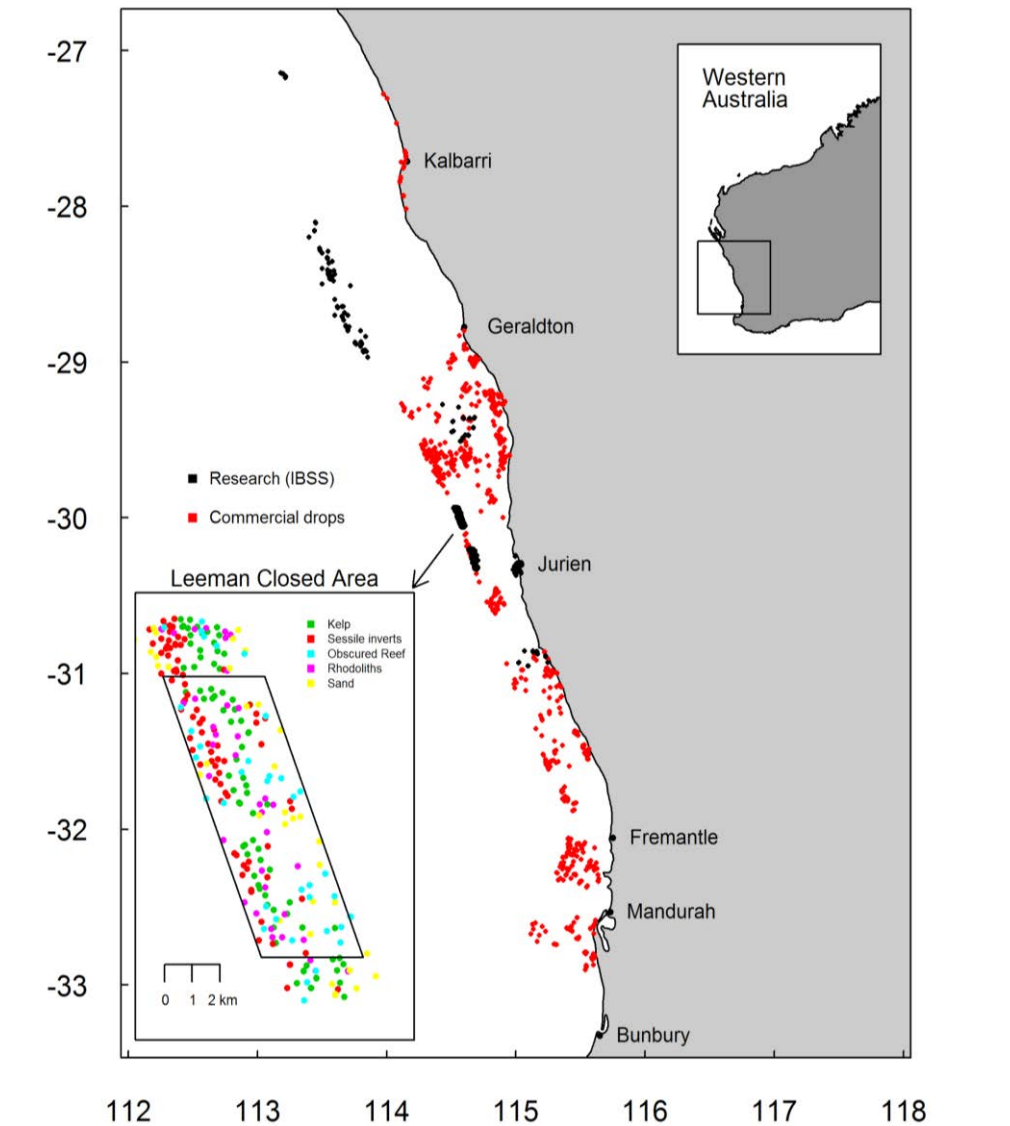 -27
Western
Australia
Kalbarri
-28
Geraldton
-29
Research (IBSS)
Commercial drops
-30
Jurien
Leeman Closed Area
Kelp
Sessile inverts
Obscured Reef
Rhodoliths
Sand
-31
-32
Fremantle
Mandurah
-33
0 1 2 km
Bunbury
112 113 114 115 116 117 118